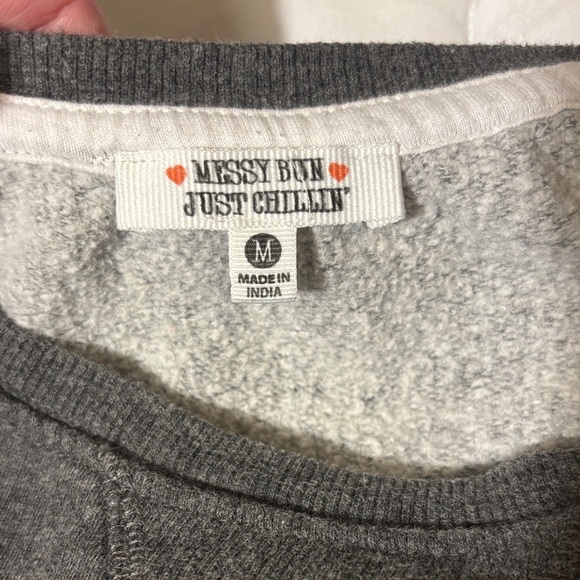 MESSY BUN
JUST CHILLIN'
M
MADE IN
INDIA